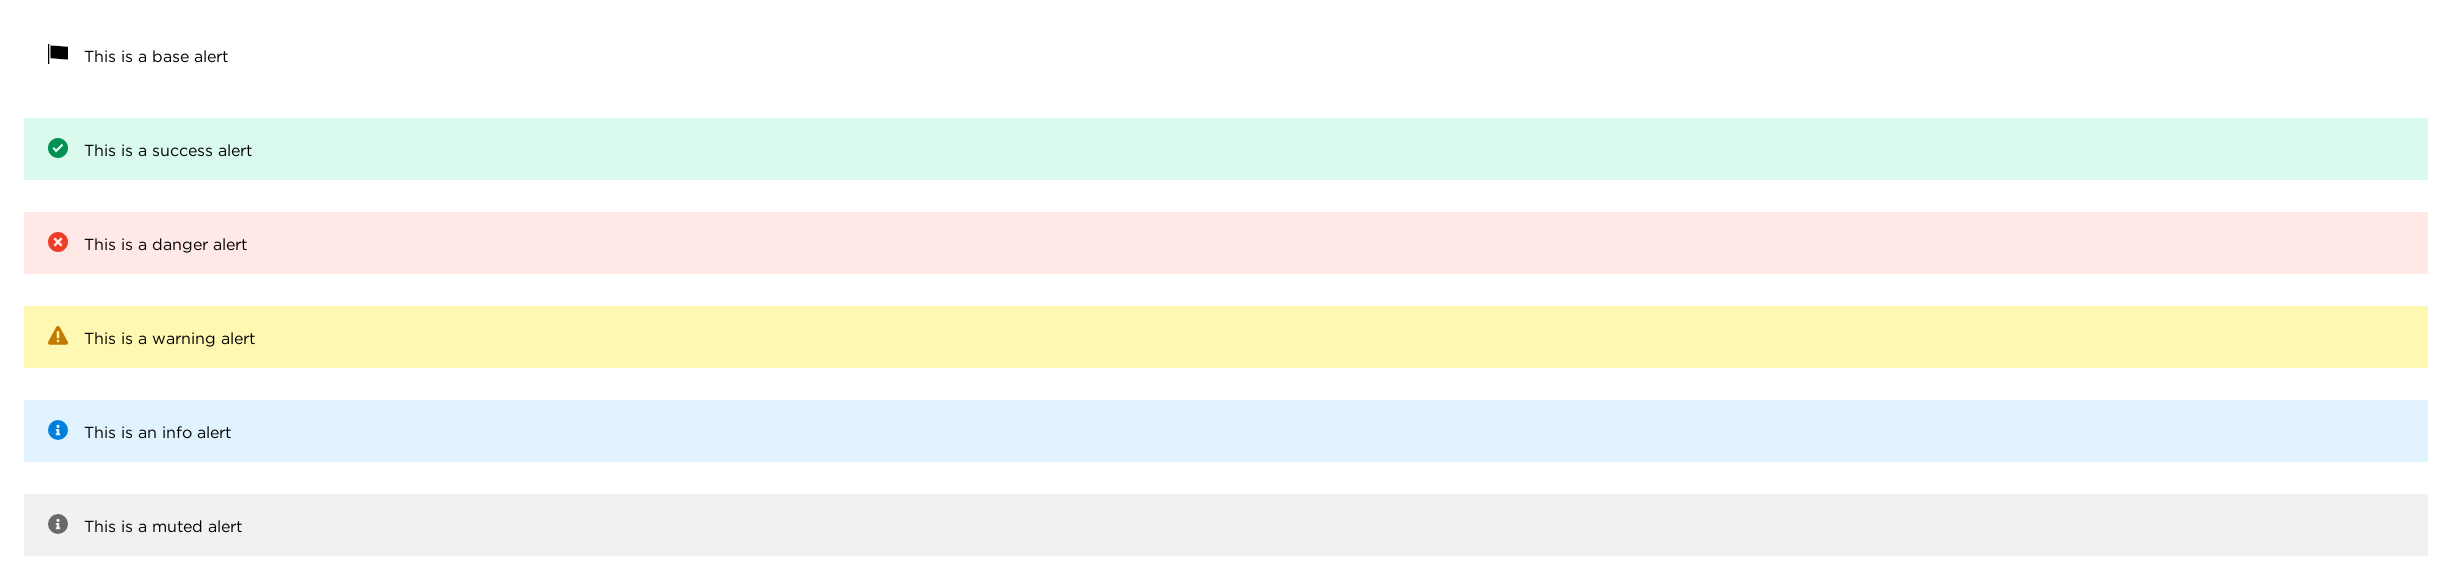 This is a base alert
This is a success alert
This is a danger alert
This is a warning alert
This is an info alert
This is a muted alert